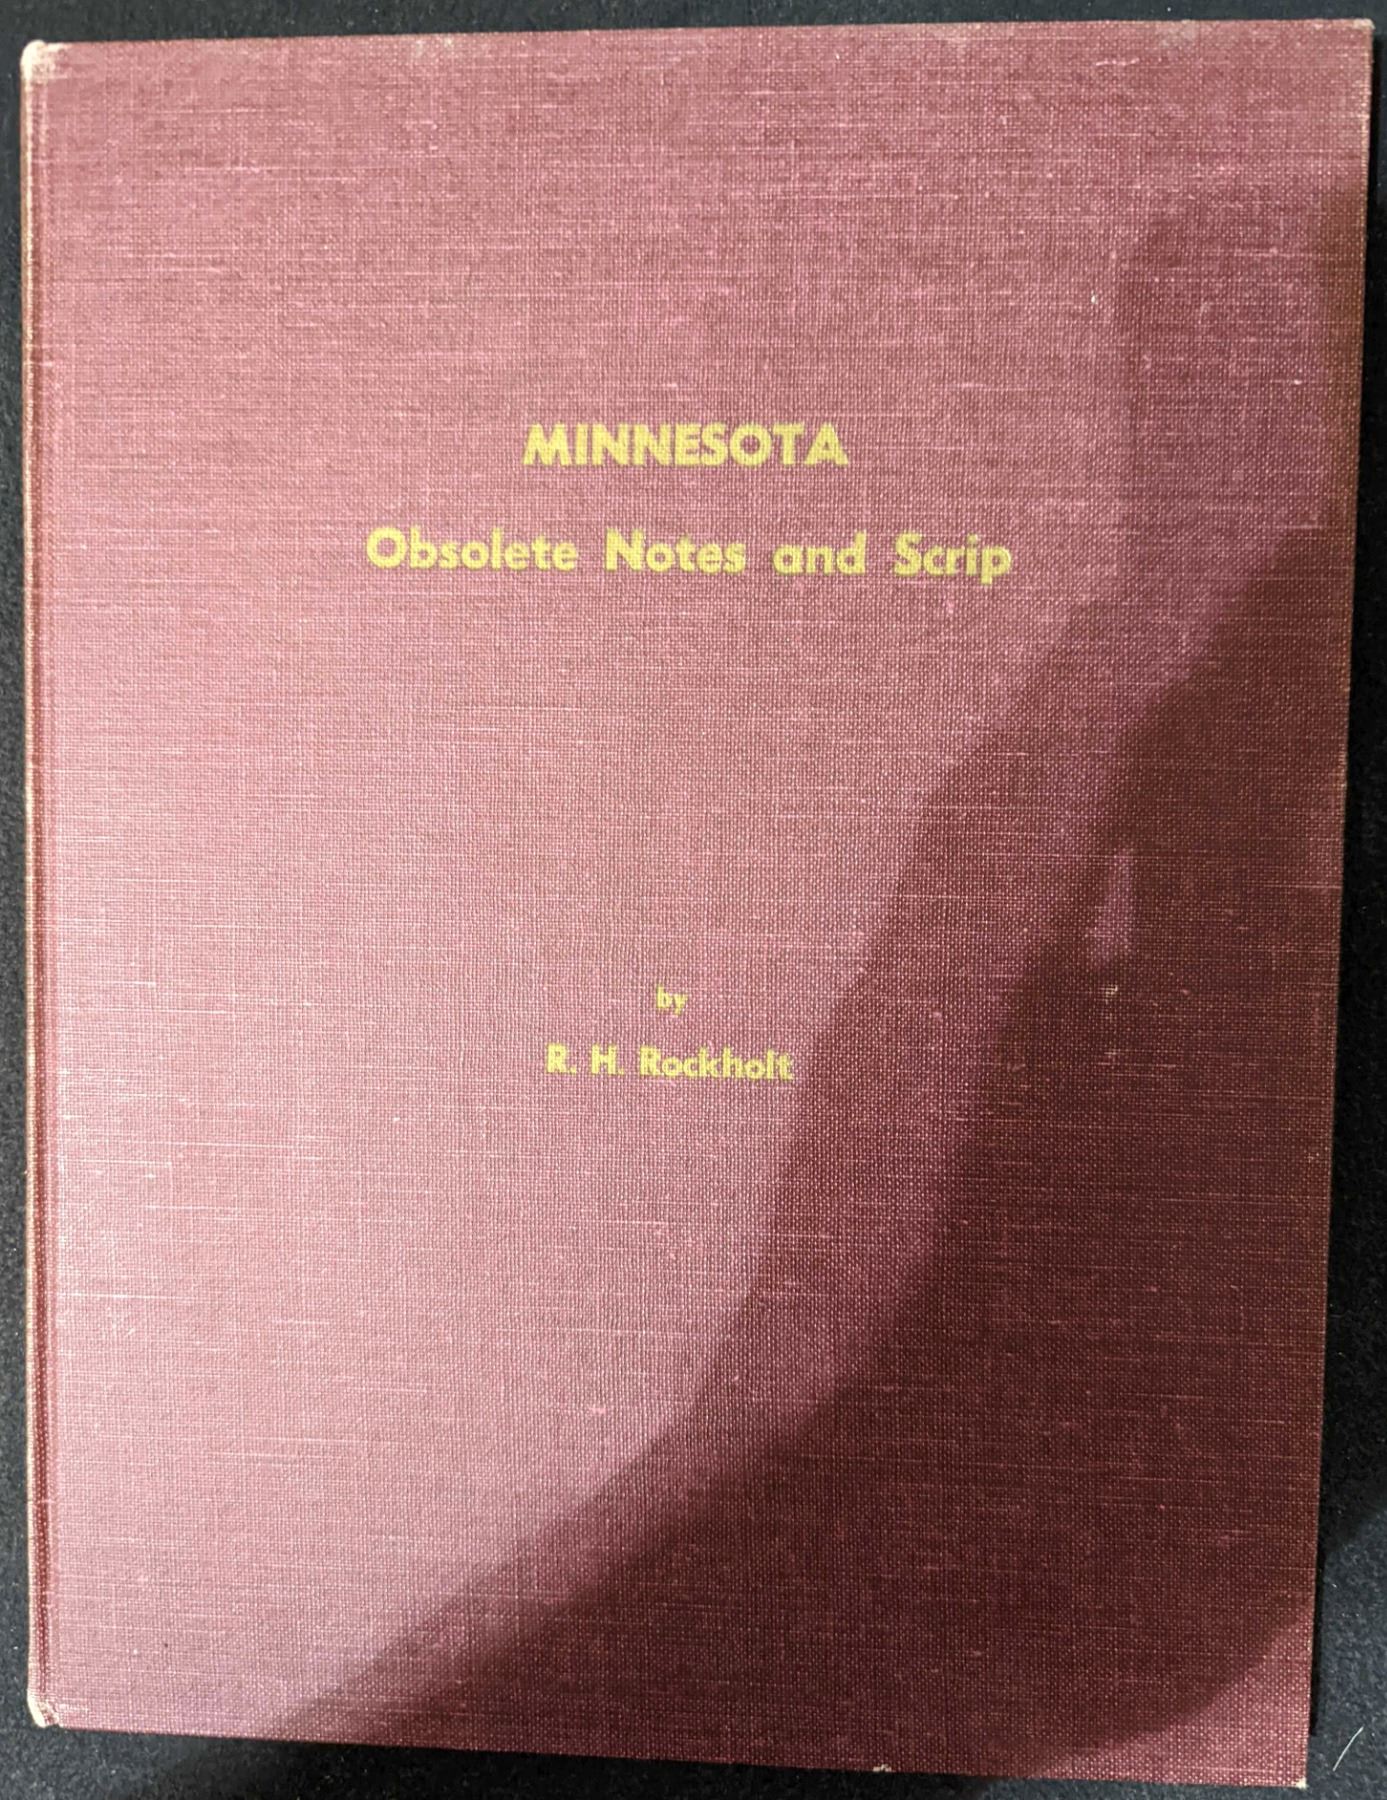 MINNESOTA
Obsolete Notes and Scrip
by
R. H. Rockholt